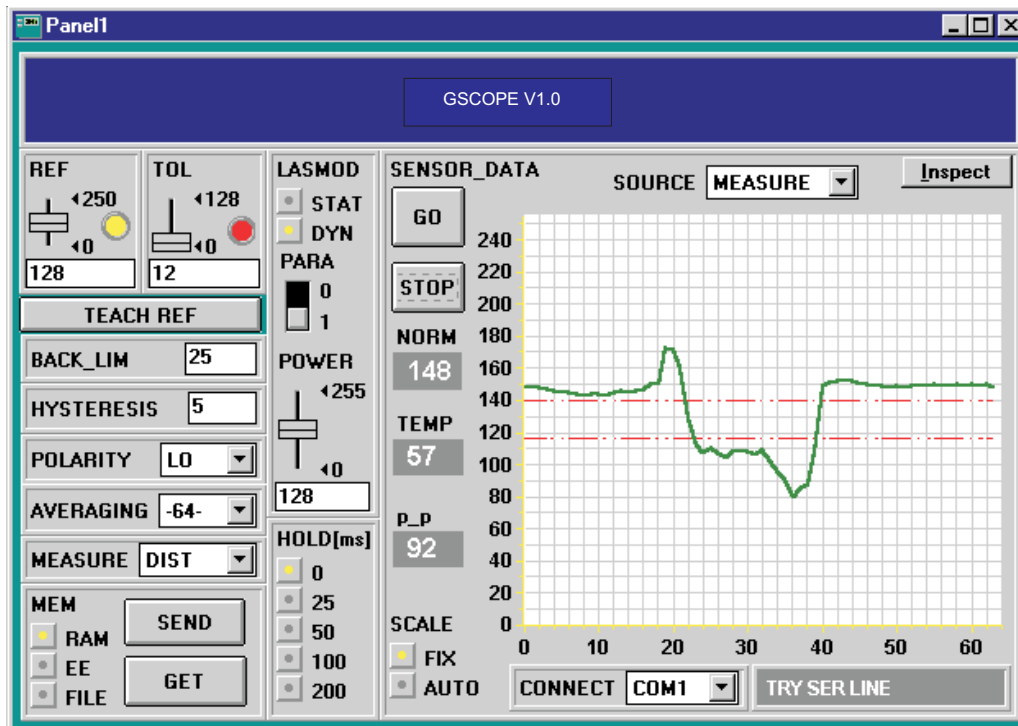 Panel1
GSCOPE V1.0
REF
250
0
128
TOL
128
0
12
TEACH REF
BACK_LIM 25
HYSTERESIS 5
POLARITY LO
AVERAGING -64-
MEASURE DIST
MEM
RAM
EE
FILE
SEND
GET
LASMOD
STAT
DYN
PARA
0
1
POWER
255
0
128
HOLD[ms]
0
25
50
100
200
SENSOR_DATA
GO
STOP
NORM
148
TEMP
57
p_p
92
SCALE
FIX
AUTO
SOURCE MEASURE
Inspect
240
220
200
180
160
140
120
100
80
60
40
20
0
0 10 20 30 40 50 60
CONNECT COM1
TRY SER LINE